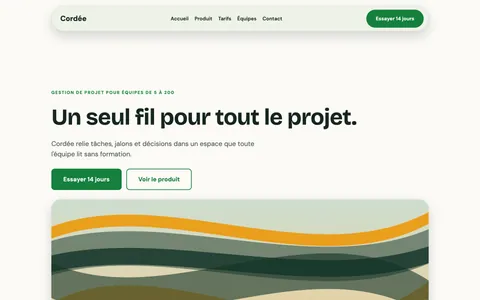 Cordée
Accueil Produit Tarifs Équipes Contact
Essayer 14 jours
GESTION DE PROJET POUR ÉQUIPES DE 5 À 200
Un seul fil pour tout le projet.
Cordée relie tâches, jalons et décisions dans un espace que toute
l'équipe lit sans formation.
Essayer 14 jours
Voir le produit